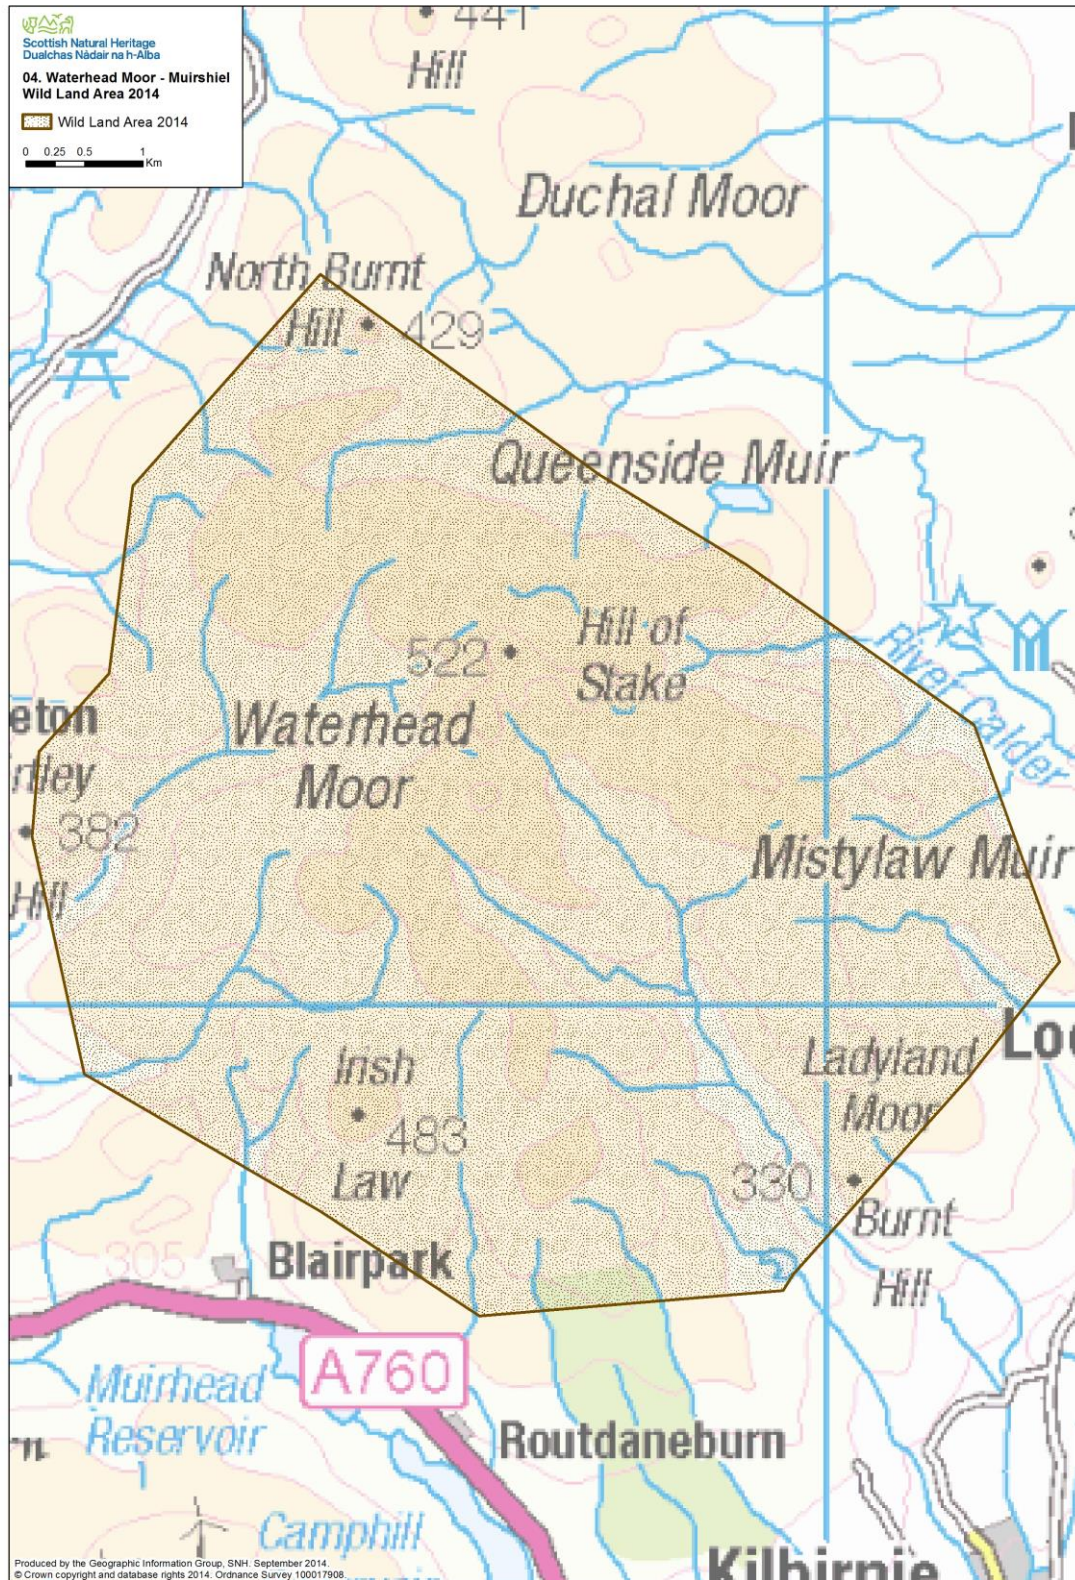 Scottish Natural Heritage
Dualchas Nàdair na h-Alba
04. Waterhead Moor - Muirshiel
Wild Land Area 2014
Wild Land Area 2014
0 0.25 0.5 1
Km
441
Hill
Duchal Moor
North Burnt
Hill
429
Queenside Muir
Hill of
Stake
522
River Calder
eton
Waterhead
Moor
rtley
382
Hill
Mistylaw Muir
Irish
483
Law
Ladyland
Moor
Loc
330
Burnt
Hill
305
Blairpark
A760
Muirhead
Reservoir
Routdaneburn
Camphill
Kilbirnie
Produced by the Geographic Information Group, SNH. September 2014.
© Crown copyright and database rights 2014. Ordnance Survey 100017908.